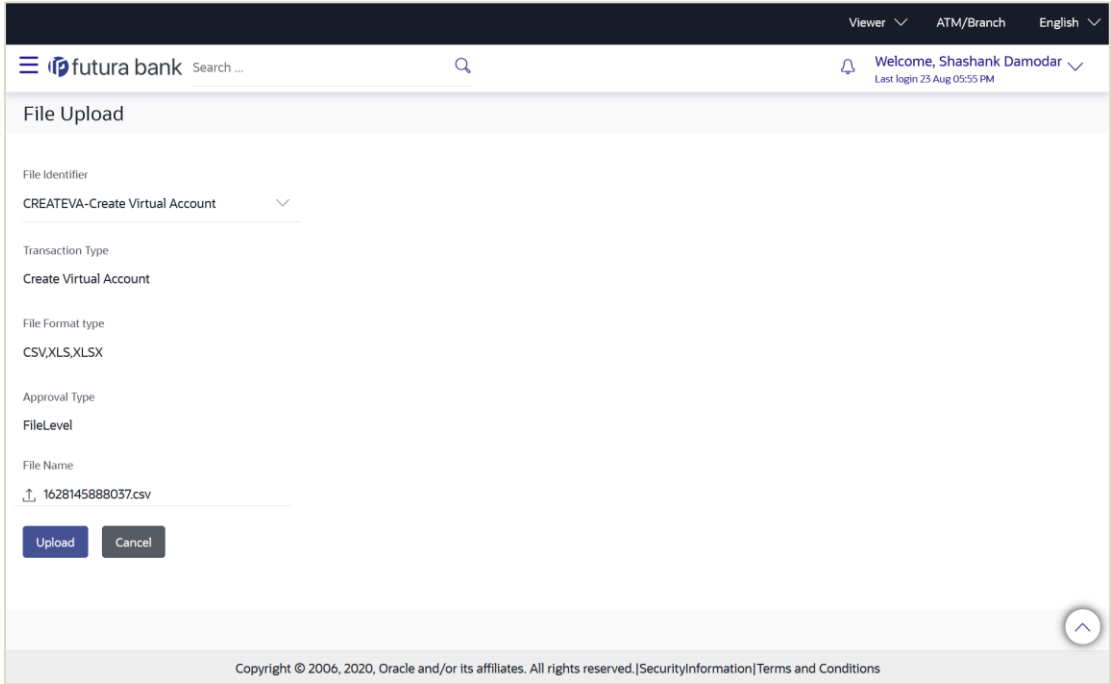 Viewer ATM/Branch English
futura bank Search ... Welcome, Shashank Damodar
Last login 23 Aug 05:55 PM
File Upload
File Identifier
CREATEVA-Create Virtual Account
Transaction Type
Create Virtual Account
File Format type
CSV,XLS,XLSX
Approval Type
FileLevel
File Name
1628145888037.csv
Upload Cancel
Copyright © 2006, 2020, Oracle and/or its affiliates. All rights reserved.|SecurityInformation|Terms and Conditions